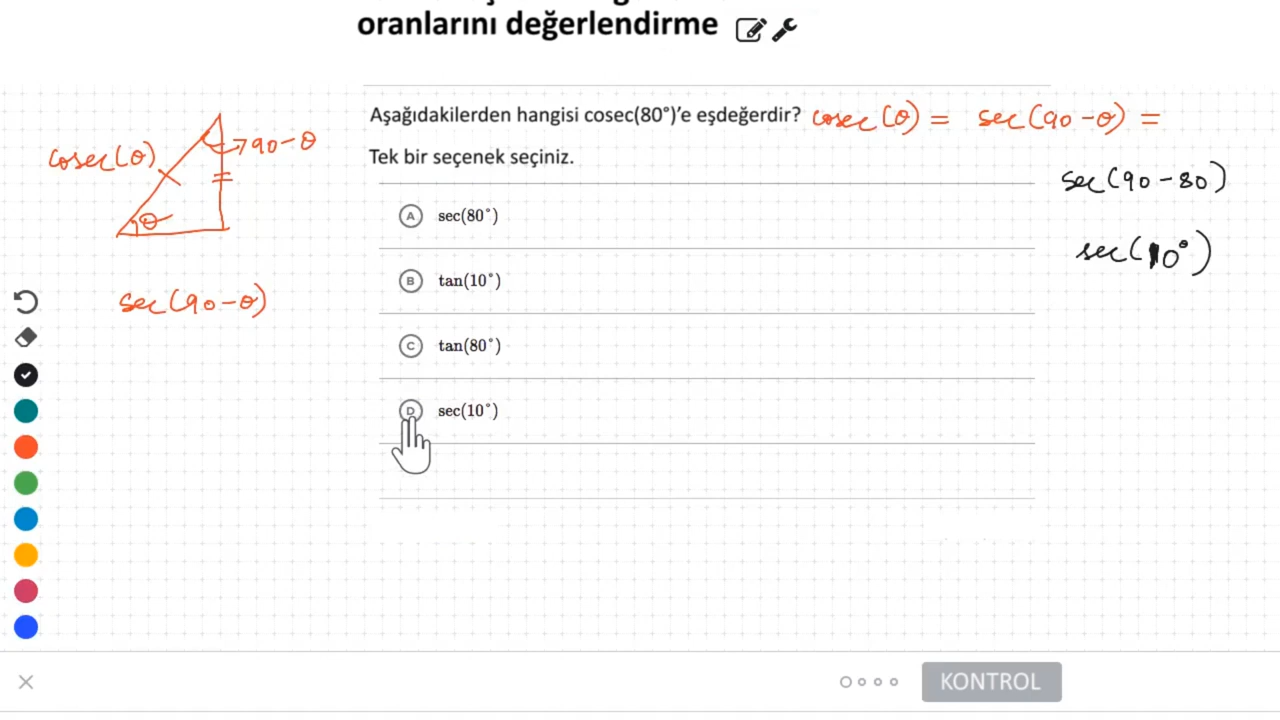 oranlarını değerlendirme
Aşağıdakilerden hangisi cosec(80°)'e eşdeğerdir? cosec(θ) = sec(90-θ) =
Tek bir seçenek seçiniz.
sec(90-80)
sec(10°)
A sec(80°)
B tan(10°)
C tan(80°)
D sec(10°)
cosec(θ)
90-θ
θ
sec(90-θ)
KONTROL